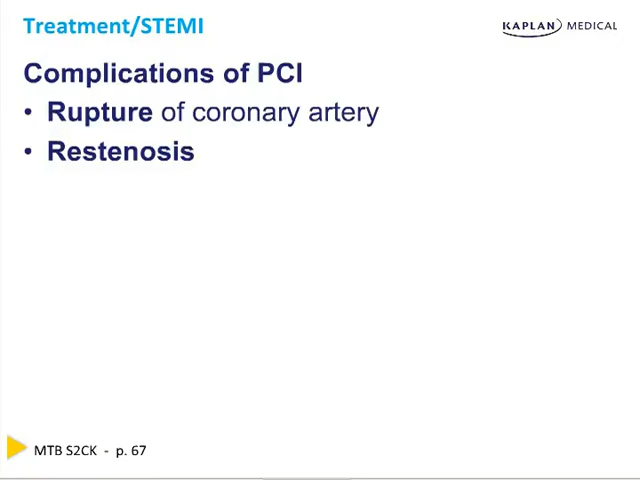 Treatment/STEMI
KAPLAN MEDICAL
Complications of PCI
• Rupture of coronary artery
• Restenosis
MTB S2CK - p. 67